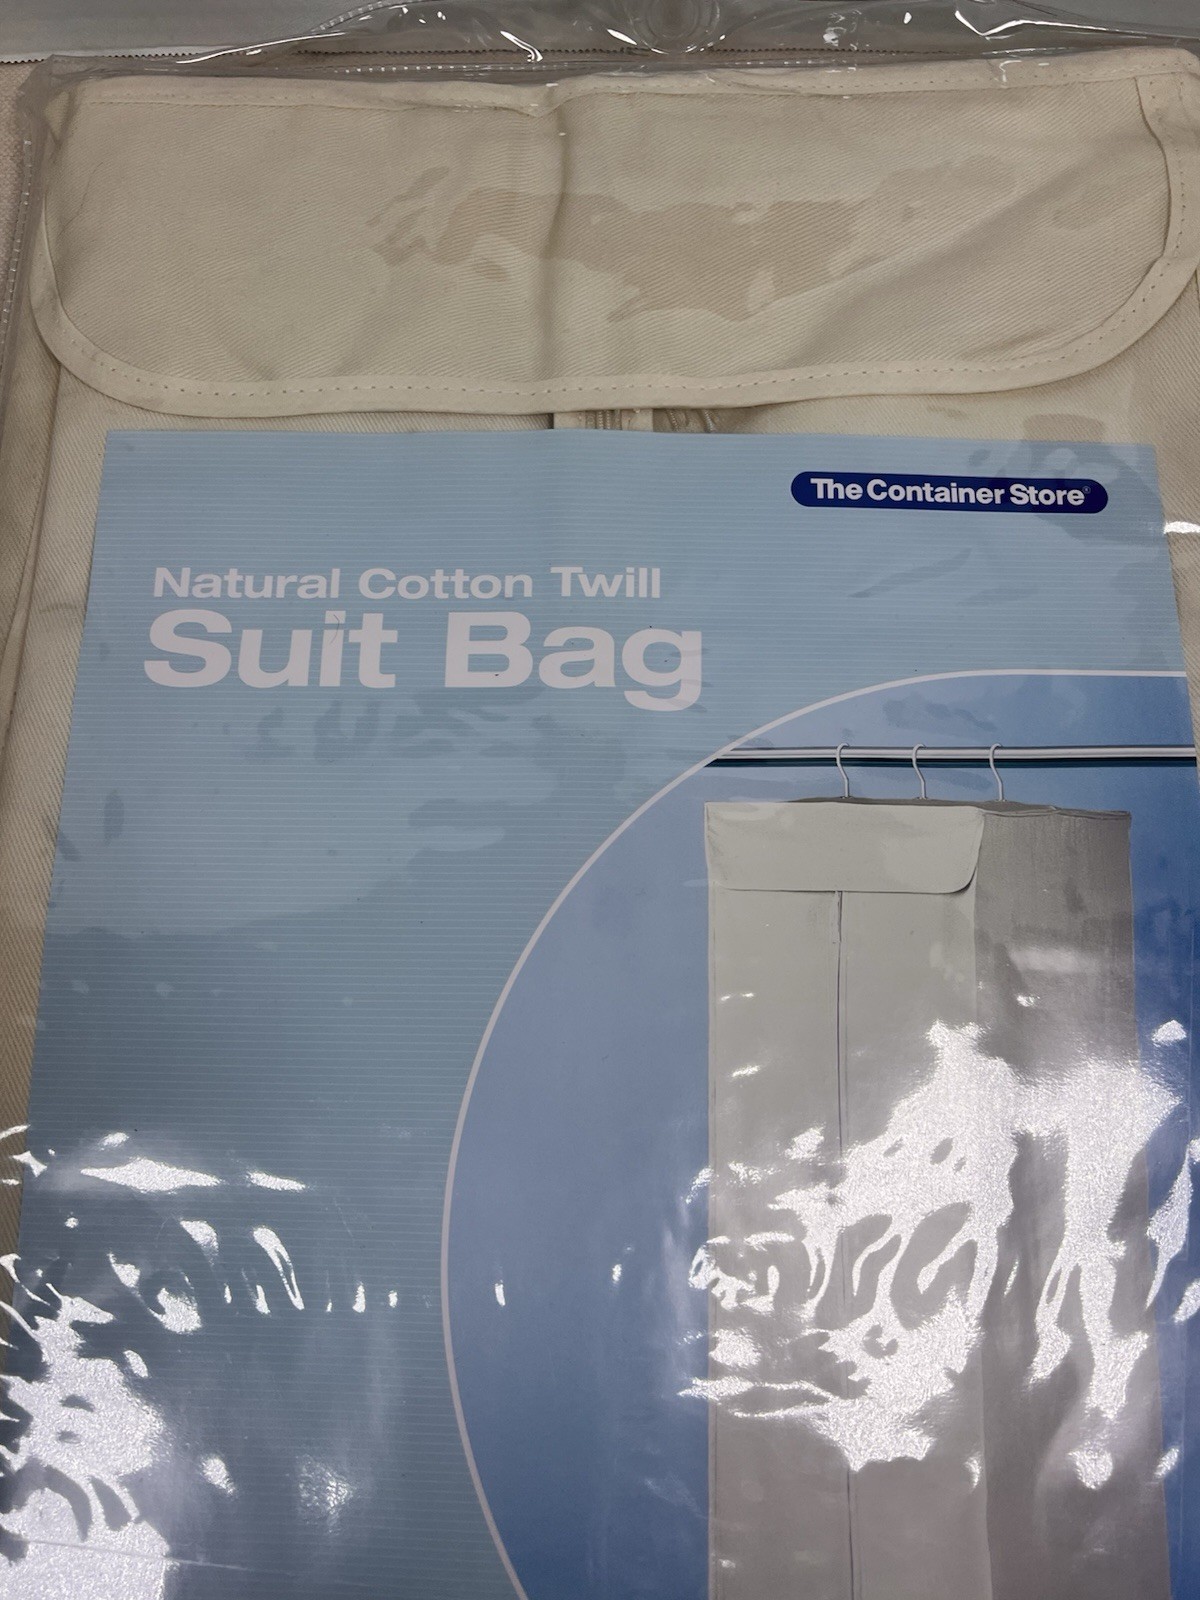 The Container Store®
Natural Cotton Twill
Suit Bag